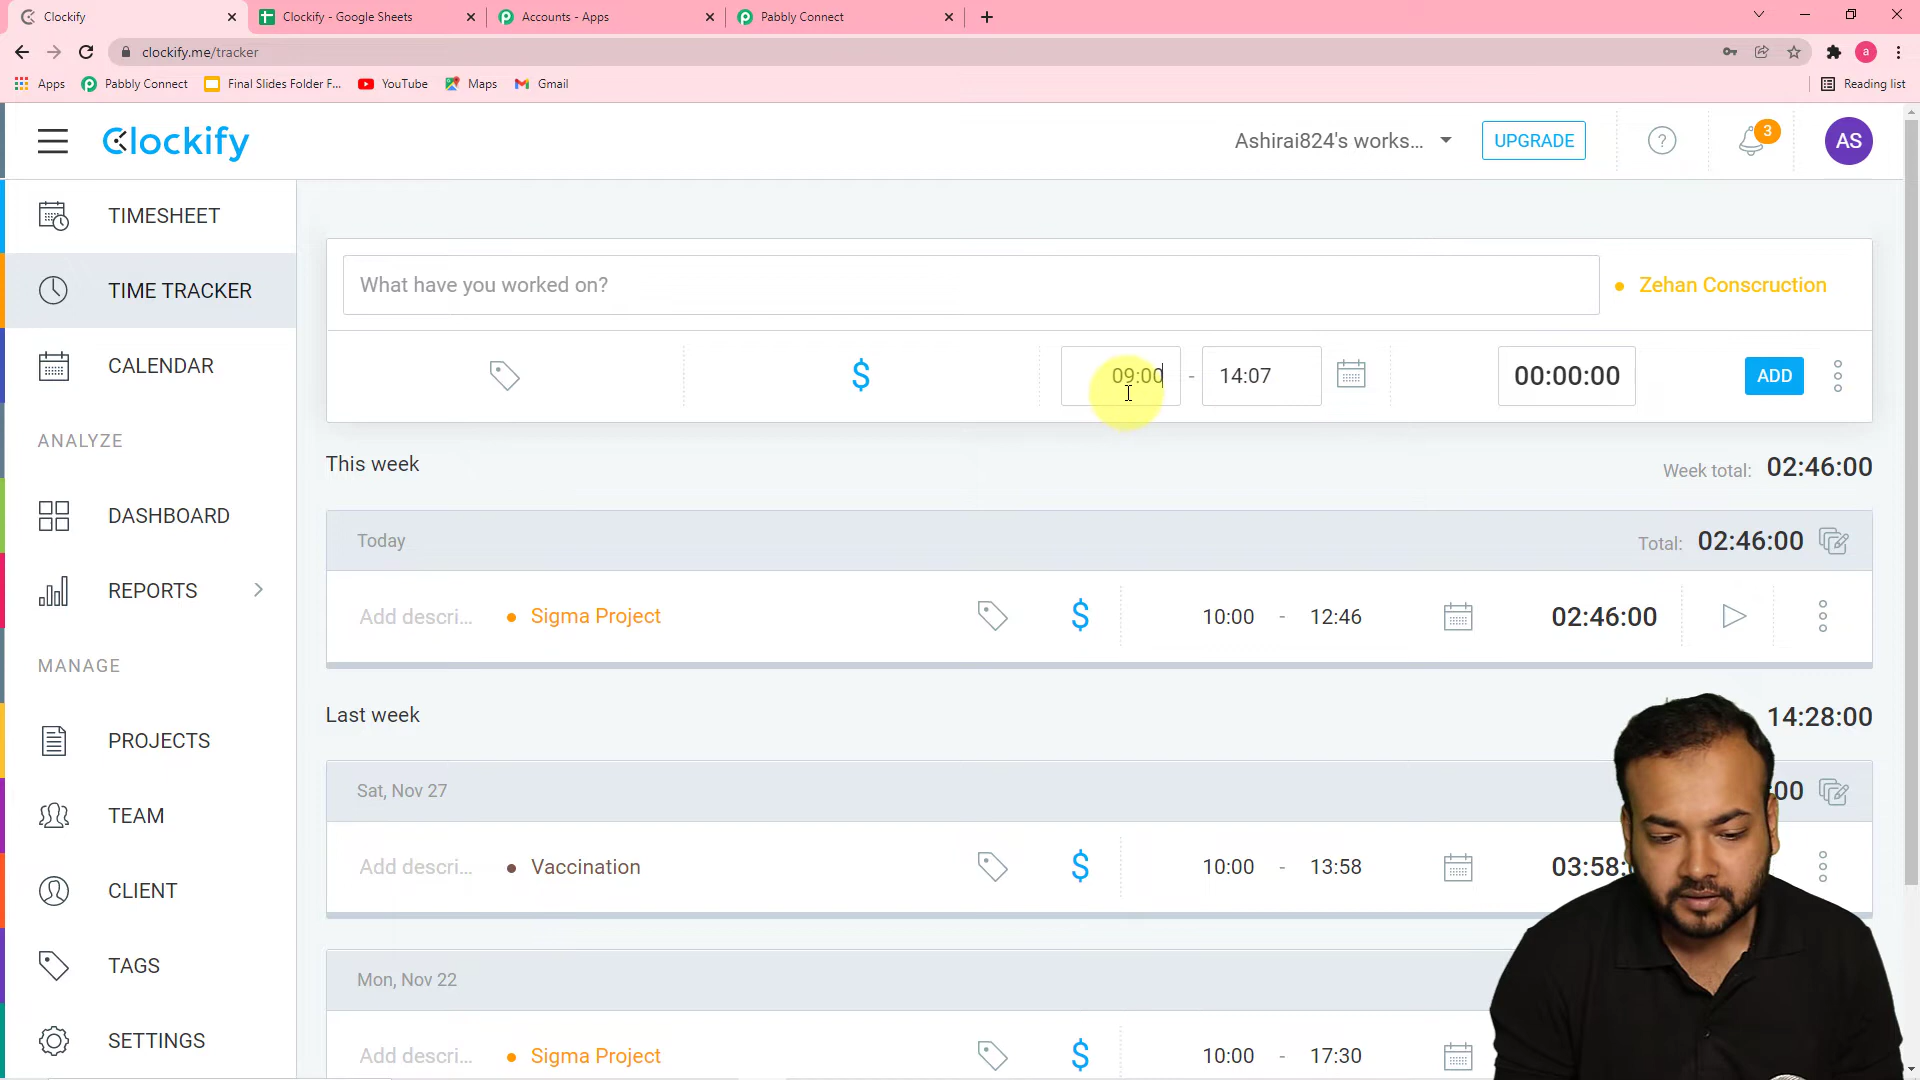 Clockify
Clockify - Google Sheets
Accounts - Apps
Pabbly Connect
clockify.me/tracker
a
Apps
Pabbly Connect
Final Slides Folder F...
YouTube
Maps
Gmail
Reading list
Clockify
Ashirai824's works...
UPGRADE
?
3
AS
TIMESHEET
TIME TRACKER
CALENDAR
ANALYZE
DASHBOARD
REPORTS
MANAGE
PROJECTS
TEAM
CLIENT
TAGS
SETTINGS
What have you worked on?
Zehan Conscruction
$
09:00 - 14:07
00:00:00
ADD
This week
Week total: 02:46:00
Today
Total: 02:46:00
Add descri...
Sigma Project
$
10:00 - 12:46
02:46:00
Last week
14:28:00
Sat, Nov 27
:00
Add descri...
Vaccination
$
10:00 - 13:58
03:58:
Mon, Nov 22
Add descri...
Sigma Project
$
10:00 - 17:30